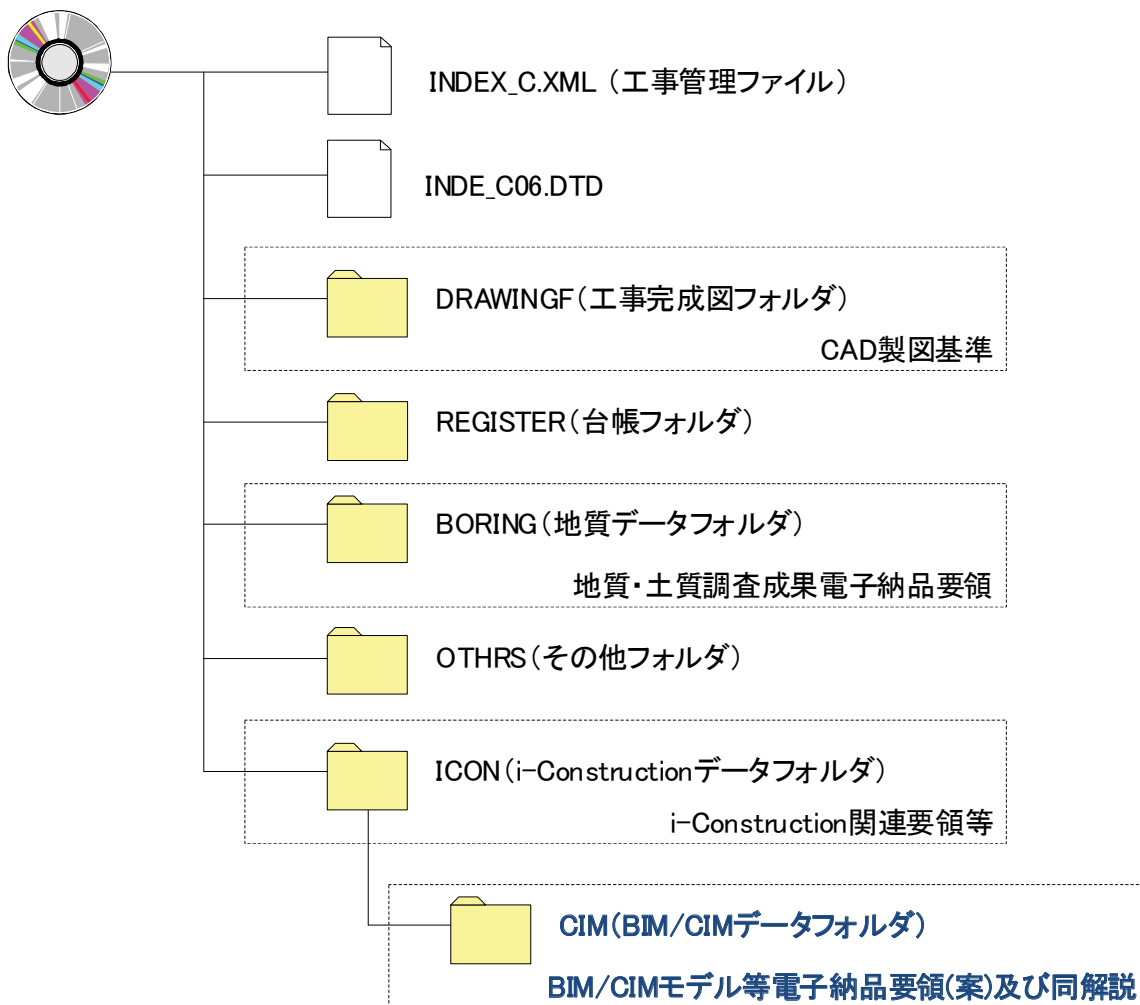 INDEX_C.XML（工事管理ファイル）
INDE_C06.DTD
DRAWINGF（工事完成図フォルダ）
CAD製図基準
REGISTER（台帳フォルダ）
BORING（地質データフォルダ）
地質・土質調査成果電子納品要領
OTHRS（その他フォルダ）
ICON（i-Constructionデータフォルダ）
i-Construction関連要領等
CIM（BIM/CIMデータフォルダ）
BIM/CIMモデル等電子納品要領(案)及び同解説